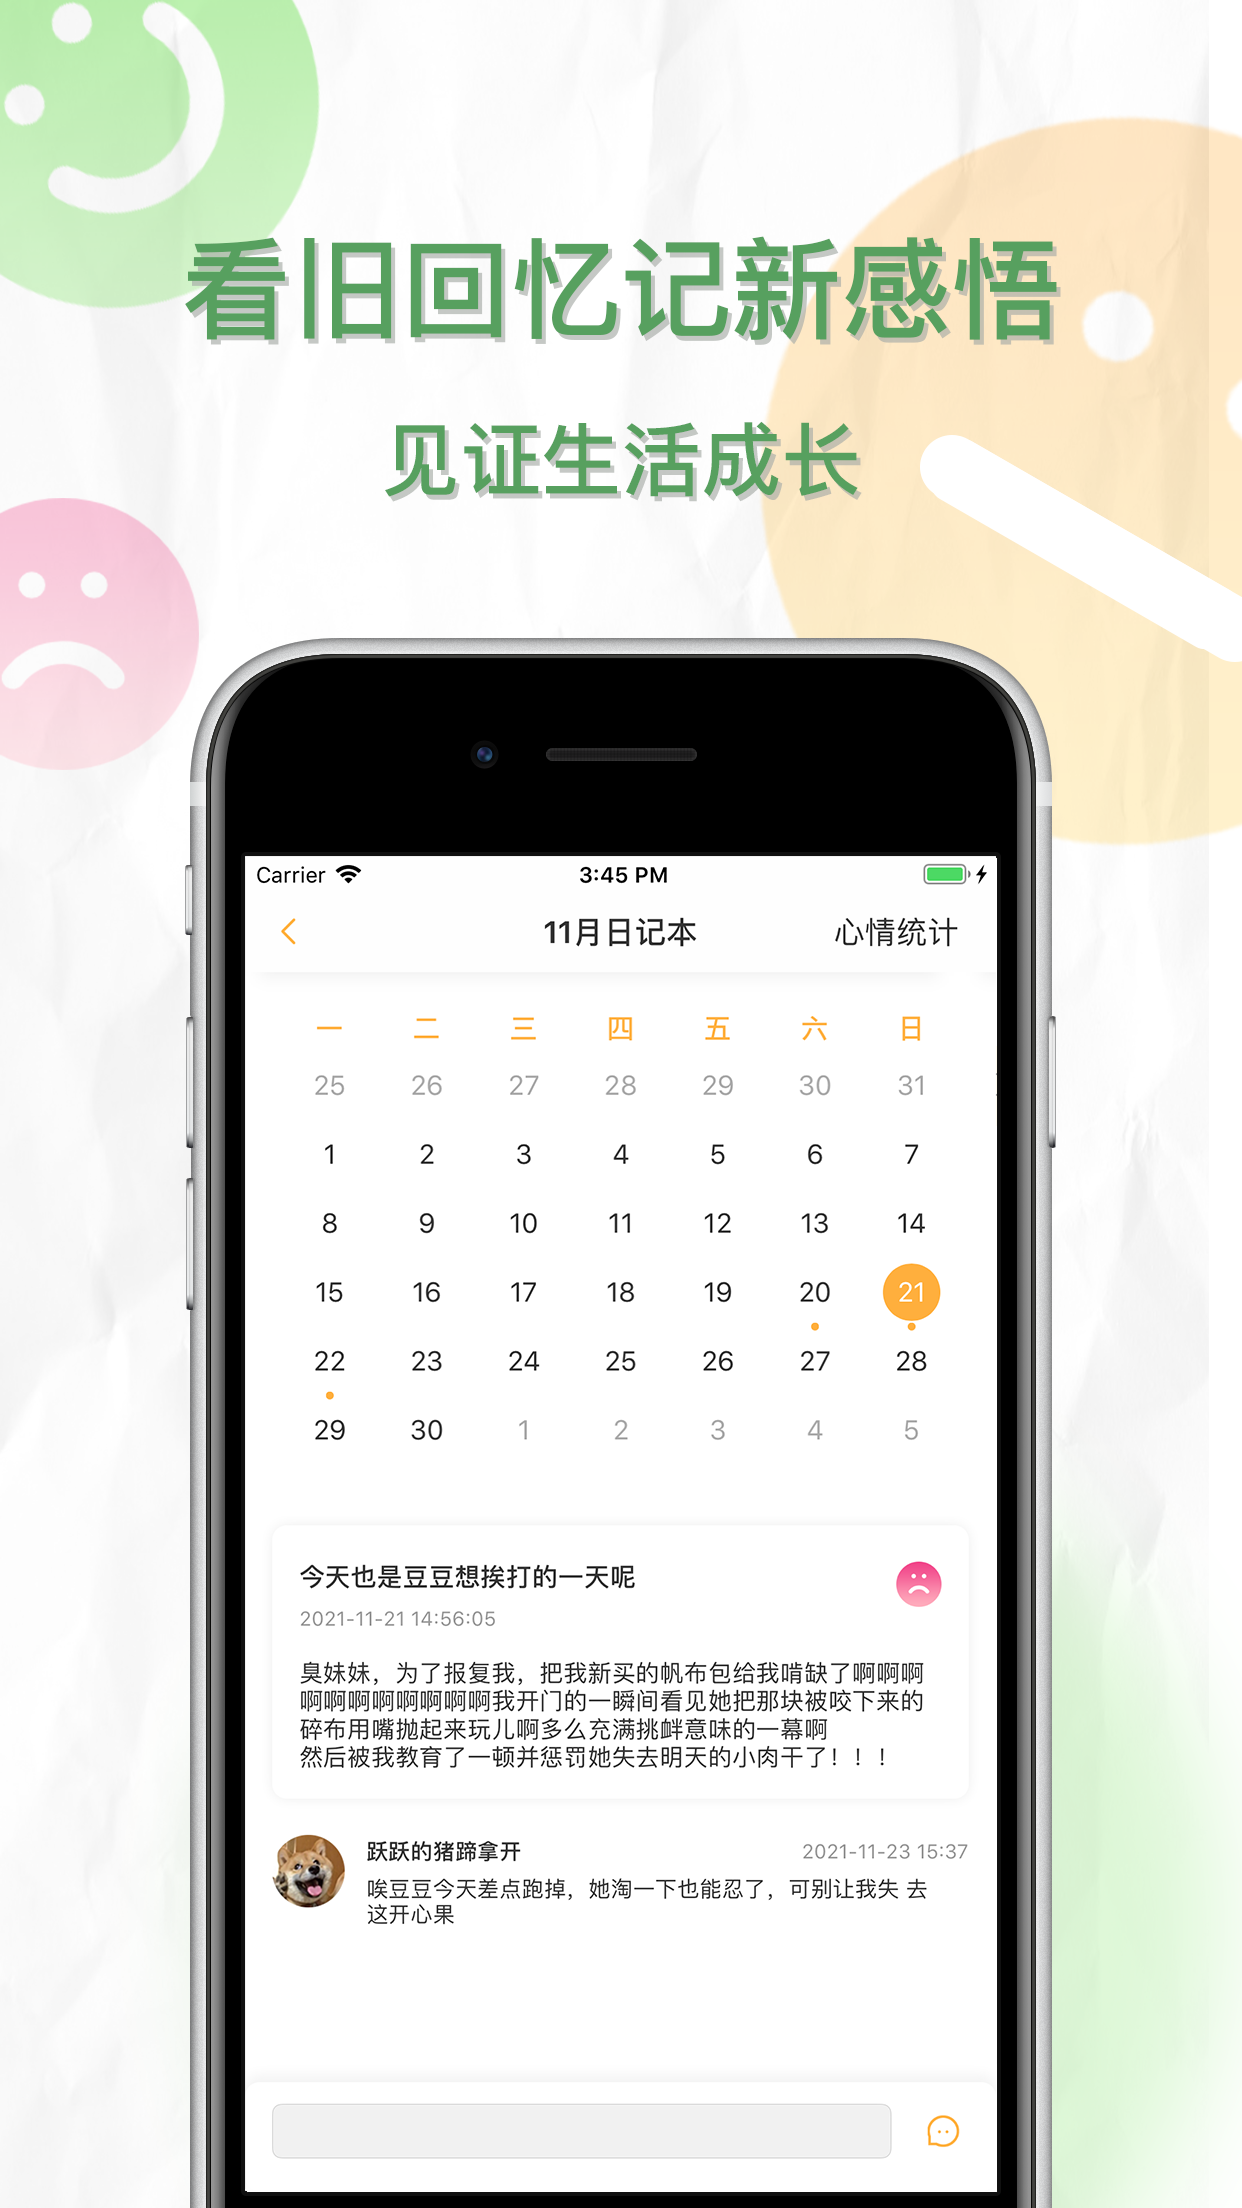 看旧回忆记新感悟
见证生活成长
Carrier 3:45 PM
11月日记本 心情统计
一 二 三 四 五 六 日
25 26 27 28 29 30 31
1 2 3 4 5 6 7
8 9 10 11 12 13 14
15 16 17 18 19 20 21
22 23 24 25 26 27 28
29 30 1 2 3 4 5
今天也是豆豆想挨打的一天呢
2021-11-21 14:56:05
臭妹妹，为了报复我，把我新买的帆布包给我啃缺了啊啊啊
啊啊啊啊啊啊啊啊我开门的一瞬间看见她把那块被咬下来的
碎布用嘴抛起来玩儿啊多么充满挑衅意味的一幕啊
然后被我教育了一顿并惩罚她失去明天的小肉干了！！！
跃跃的猪蹄拿开 2021-11-23 15:37
唉豆豆今天差点跑掉，她淘一下也能忍了，可别让我失 去
这开心果